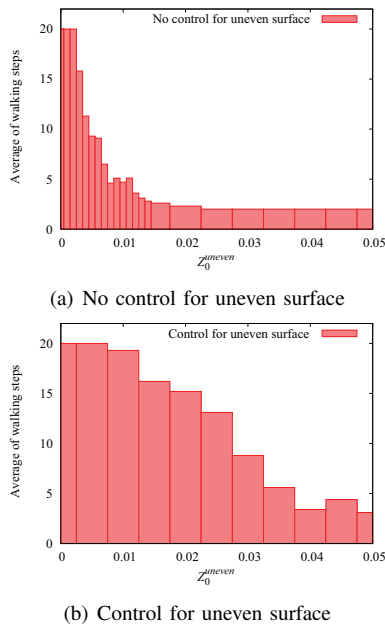 No control for uneven surface
20
15
10
5
0
Average of walking steps
0 0.01 0.02 0.03 0.04 0.05
Z_0^{uneven}
(a) No control for uneven surface
Control for uneven surface
20
15
10
5
0
Average of walking steps
0 0.01 0.02 0.03 0.04 0.05
Z_0^{uneven}
(b) Control for uneven surface